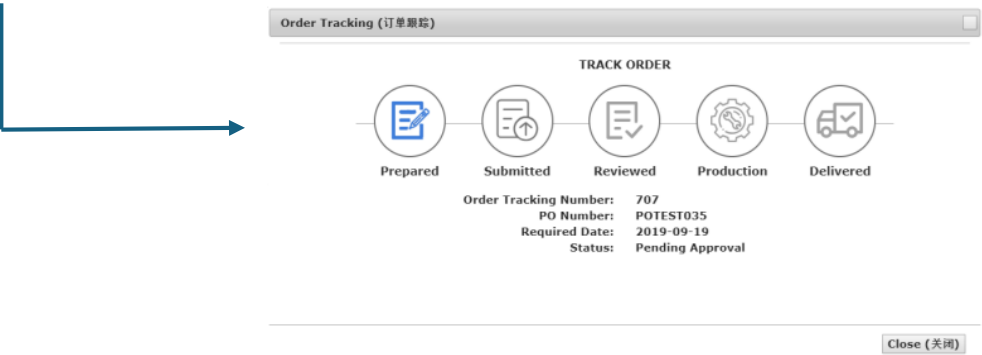 Order Tracking (订单跟踪)
TRACK ORDER
Prepared Submitted Reviewed Production Delivered
Order Tracking Number: 707
PO Number: POTEST035
Required Date: 2019-09-19
Status: Pending Approval
Close (关闭)